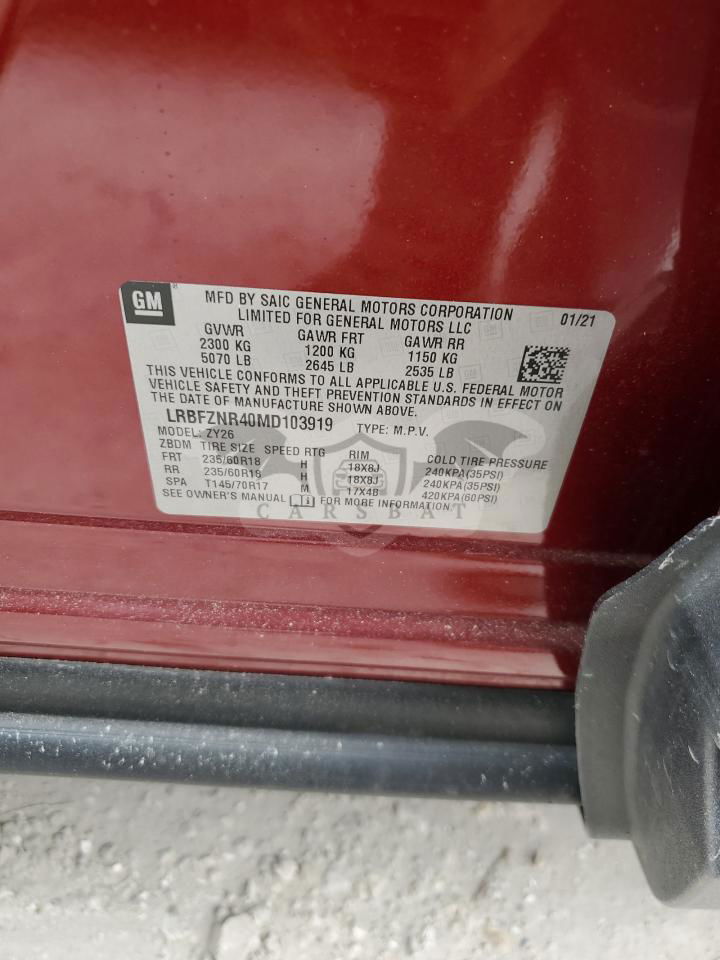 GM
MFD BY SAIC GENERAL MOTORS CORPORATION
LIMITED FOR GENERAL MOTORS LLC
01/21
GVWR GAWR FRT GAWR RR
2300 KG 1200 KG 1150 KG
5070 LB 2645 LB 2535 LB
THIS VEHICLE CONFORMS TO ALL APPLICABLE U.S. FEDERAL MOTOR
VEHICLE SAFETY AND THEFT PREVENTION STANDARDS IN EFFECT ON
THE DATE OF MANUFACTURE SHOWN ABOVE.
LRBFZNR40MD103919 TYPE: M.P.V.
MODEL: ZY26
ZBDM TIRE SIZE SPEED RTG RIM COLD TIRE PRESSURE
FRT 235/60R18 H 18X8J 240KPA(35PSI)
RR 235/60R18 H 18X8J 240KPA(35PSI)
SPA T145/70R17 M 17X4B 420KPA(60PSI)
SEE OWNER'S MANUAL FOR MORE INFORMATION.
CARSBAT